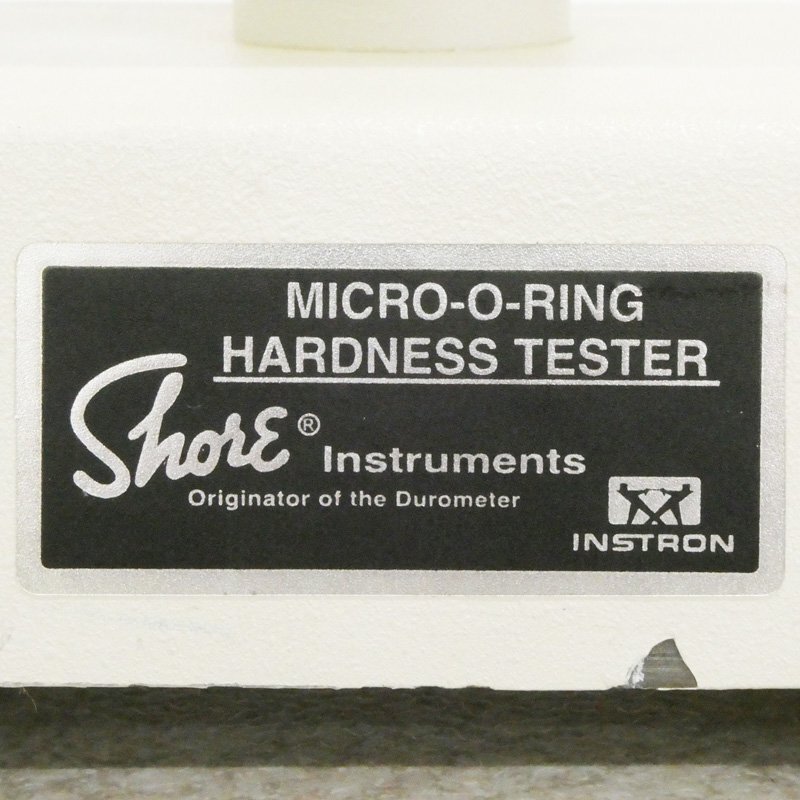 MICRO-O-RING
HARDNESS TESTER
Shore® Instruments
Originator of the Durometer
INSTRON